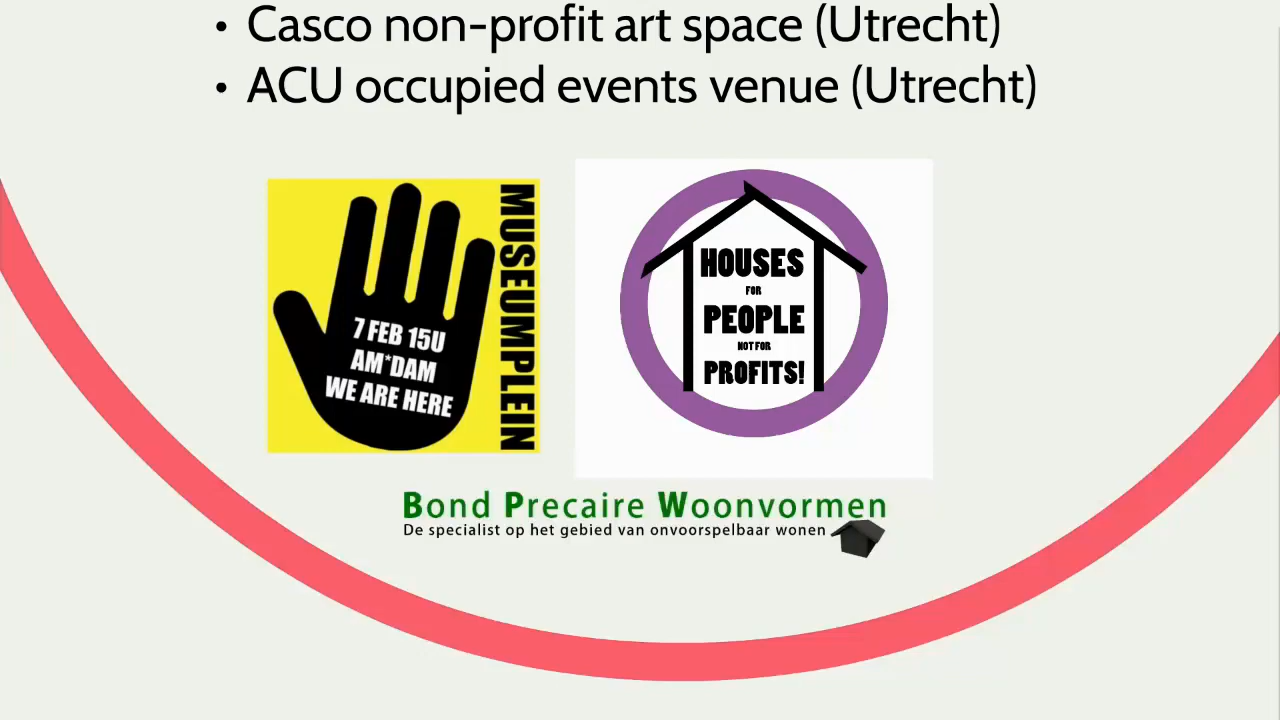 • Casco non-profit art space (Utrecht)
• ACU occupied events venue (Utrecht)
MUSEUMPLEIN
7 FEB 15U
AM*DAM
WE ARE HERE
HOUSES
FOR
PEOPLE
NOT FOR
PROFITS!
Bond Precaire Woonvormen
De specialist op het gebied van onvoorspelbaar wonen